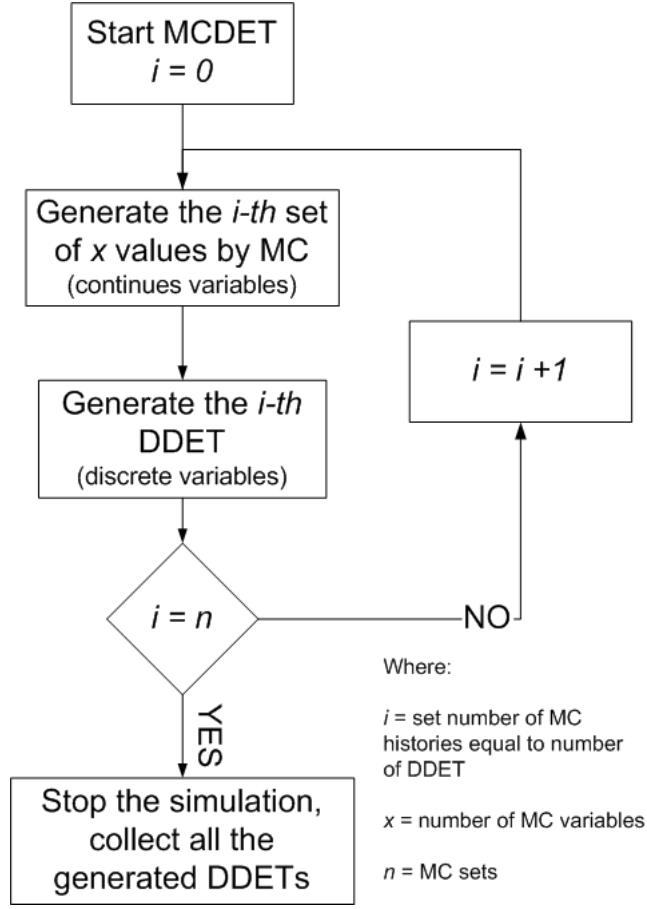 Start MCDET
i = 0
Generate the i-th set
of x values by MC
(continues variables)
i = i +1
Generate the i-th
DDET
(discrete variables)
i = n
NO
YES
Stop the simulation,
collect all the
generated DDETs
Where:
i = set number of MC
histories equal to number
of DDET
x = number of MC variables
n = MC sets